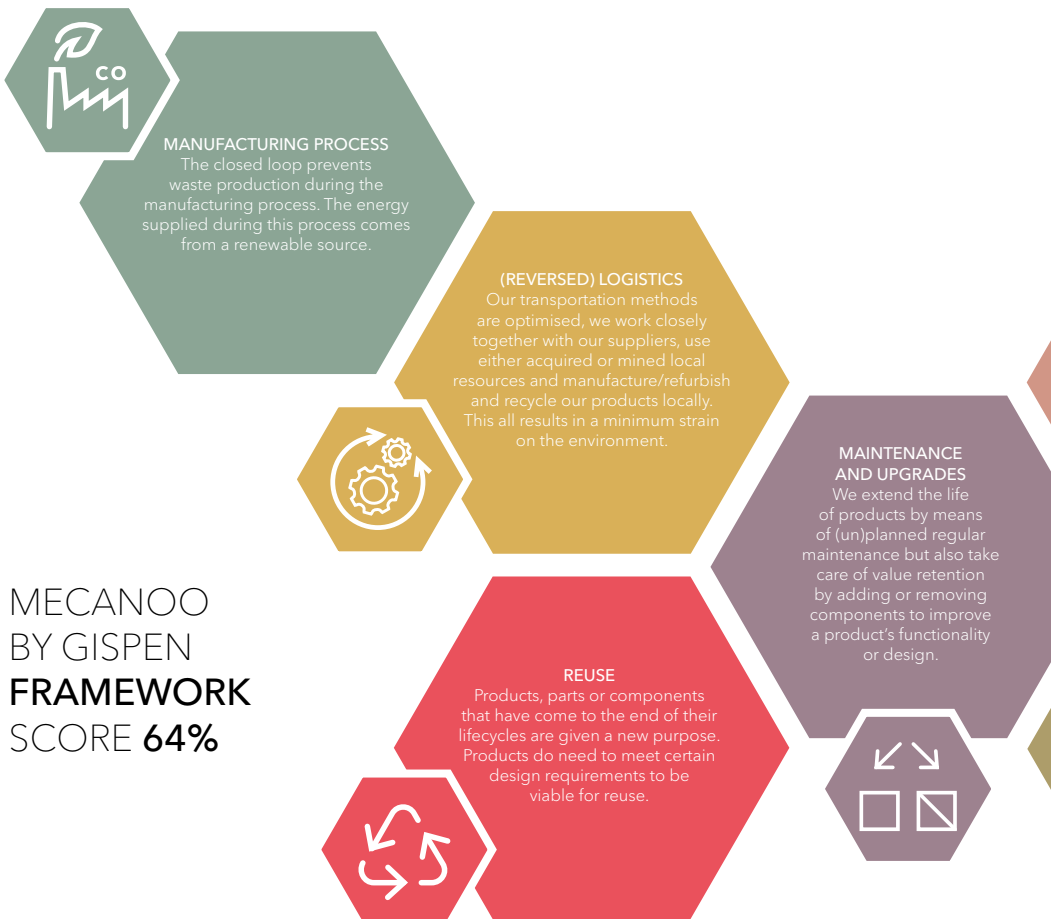 CO
MANUFACTURING PROCESS
The closed loop prevents
waste production during the
manufacturing process. The energy
supplied during this process comes
from a renewable source.
(REVERSED) LOGISTICS
Our transportation methods
are optimised, we work closely
together with our suppliers, use
either acquired or mined local
resources and manufacture/refurbish
and recycle our products locally.
This all results in a minimum strain
on the environment.
MAINTENANCE
AND UPGRADES
We extend the life
of products by means
of (un)planned regular
maintenance but also take
care of value retention
by adding or removing
components to improve
a product's functionality
or design.
MECANOO
BY GISPEN
FRAMEWORK
SCORE 64%
REUSE
Products, parts or components
that have come to the end of their
lifecycles are given a new purpose.
Products do need to meet certain
design requirements to be
viable for reuse.